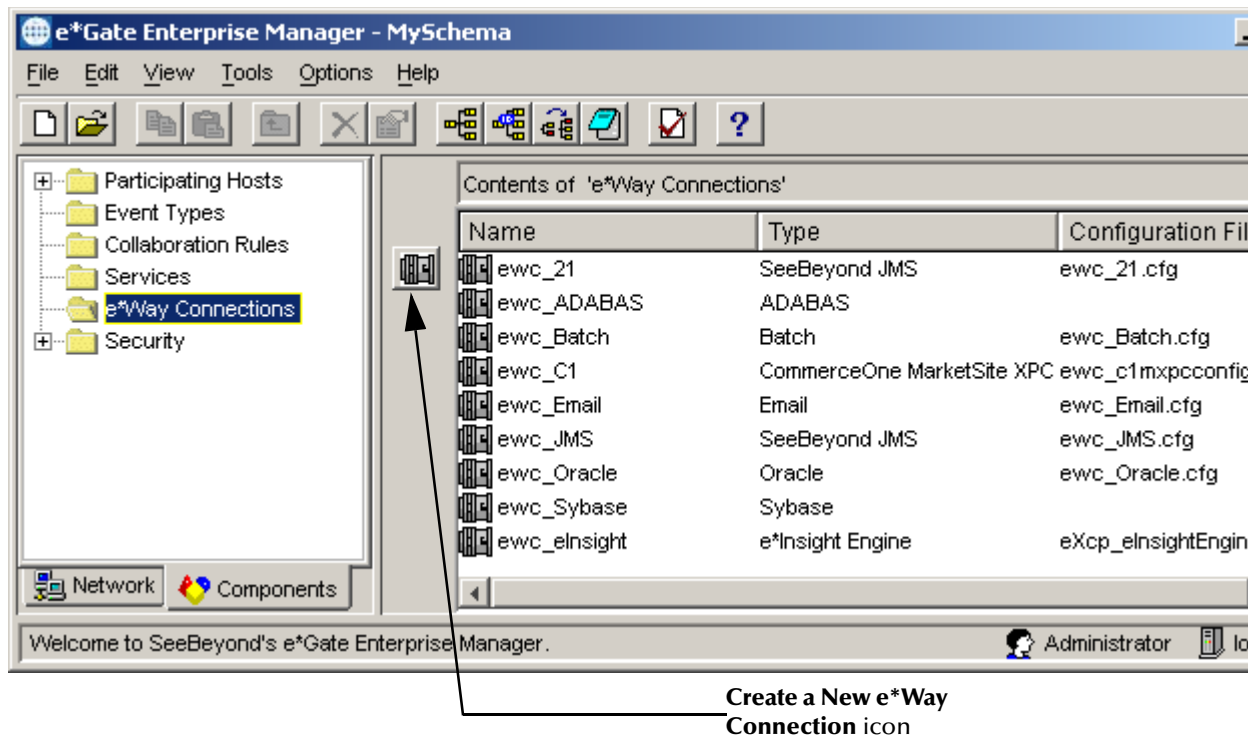 e*Gate Enterprise Manager - MySchema
File Edit View Tools Options Help
?
Participating Hosts
Event Types
Collaboration Rules
Services
e*Way Connections
Security
Network Components
Contents of 'e*Way Connections'
Name Type Configuration Fil
ewc_21 SeeBeyond JMS ewc_21.cfg
ewc_ADABAS ADABAS
ewc_Batch Batch ewc_Batch.cfg
ewc_C1 CommerceOne MarketSite XPC ewc_c1mxpcconfig
ewc_Email Email ewc_Email.cfg
ewc_JMS SeeBeyond JMS ewc_JMS.cfg
ewc_Oracle Oracle ewc_Oracle.cfg
ewc_Sybase Sybase
ewc_eInsight e*Insight Engine eXcp_eInsightEngin
Welcome to SeeBeyond's e*Gate Enterprise Manager. Administrator lo
Create a New e*Way
Connection icon